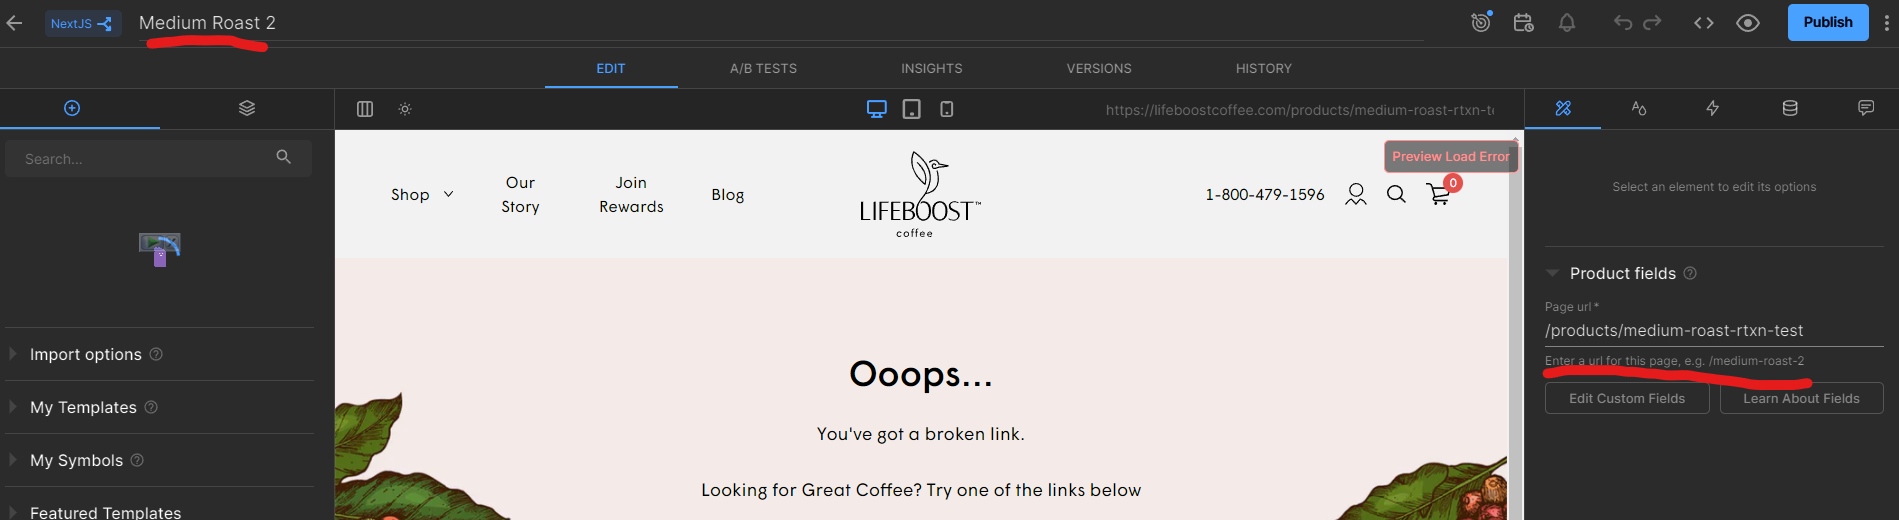 NextJS
Medium Roast 2
Publish
EDIT
A/B TESTS
INSIGHTS
VERSIONS
HISTORY
https://lifeboostcoffee.com/products/medium-roast-rtxn-t
Search...
Import options
My Templates
My Symbols
Featured Templates
Preview Load Error
Shop
Our
Story
Join
Rewards
Blog
LIFEBOOST™
coffee
1-800-479-1596
0
Ooops...
You've got a broken link.
Looking for Great Coffee? Try one of the links below
Select an element to edit its options
Product fields
Page url *
/products/medium-roast-rtxn-test
Enter a url for this page, e.g. /medium-roast-2
Edit Custom Fields
Learn About Fields